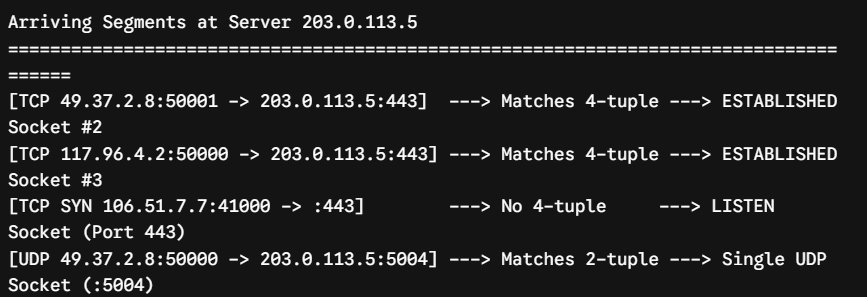 Arriving Segments at Server 203.0.113.5
===============================================================================
======
[TCP 49.37.2.8:50001 -> 203.0.113.5:443]  ---> Matches 4-tuple ---> ESTABLISHED
Socket #2
[TCP 117.96.4.2:50000 -> 203.0.113.5:443] ---> Matches 4-tuple ---> ESTABLISHED
Socket #3
[TCP SYN 106.51.7.7:41000 -> :443]        ---> No 4-tuple     ---> LISTEN
Socket (Port 443)
[UDP 49.37.2.8:50000 -> 203.0.113.5:5004] ---> Matches 2-tuple ---> Single UDP
Socket (:5004)